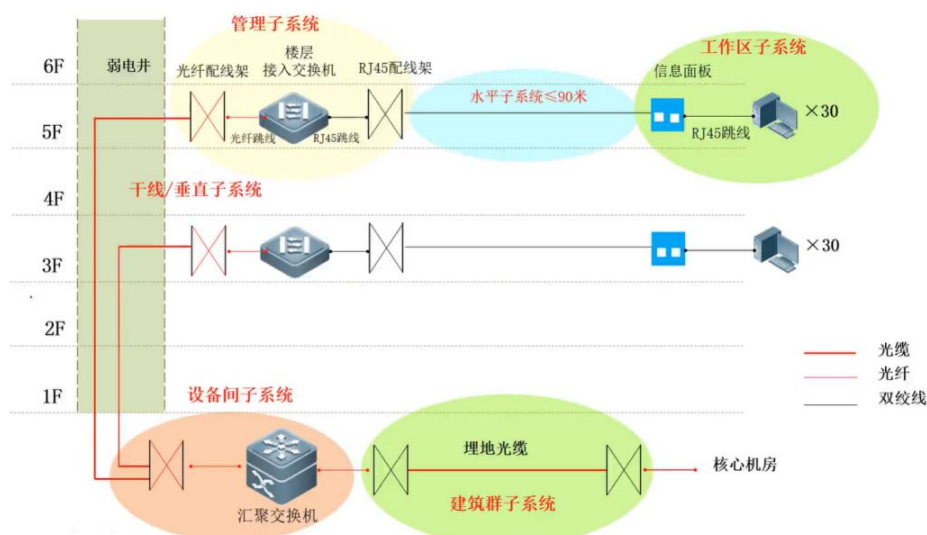 管理子系统
工作区子系统
6F
弱电井
光纤配线架
楼层
接入交换机
RJ45配线架
信息面板
水平子系统≤90米
×30
5F
光纤跳线
RJ45跳线
RJ45跳线
干线/垂直子系统
4F
×30
3F
2F
光缆
光纤
双绞线
1F
设备间子系统
埋地光缆
核心机房
汇聚交换机
建筑群子系统